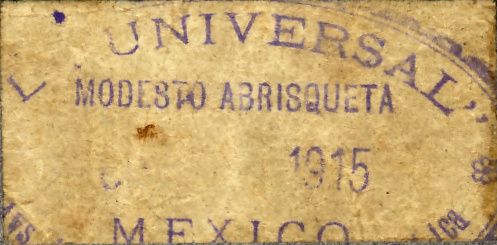 L UNIVERSAL"
MODESTO ABRISQUETA
1915
MEXICO